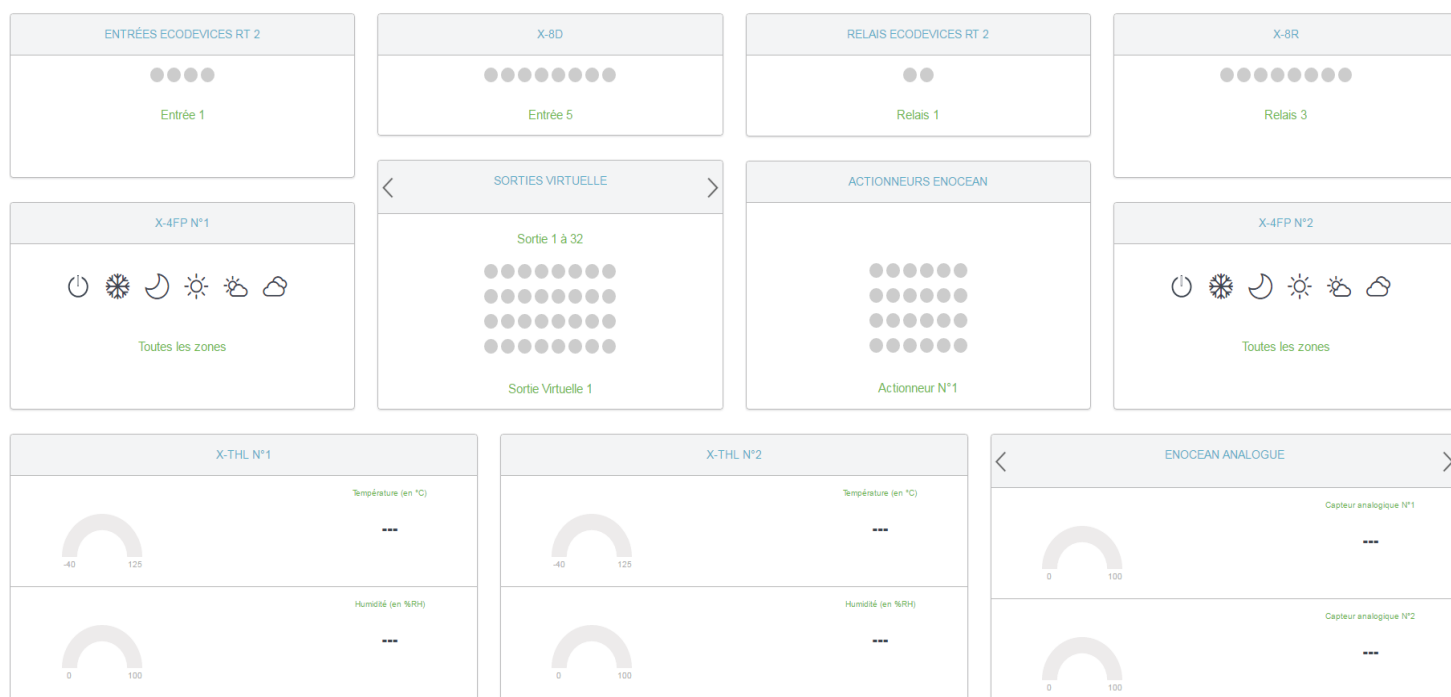 ENTRÉES ECODEVICES RT 2
Entrée 1
X-8D
Entrée 5
RELAIS ECODEVICES RT 2
Relais 1
X-8R
Relais 3
X-4FP N°1
Toutes les zones
SORTIES VIRTUELLE
Sortie 1 à 32
Sortie Virtuelle 1
ACTIONNEURS ENOCEAN
Actionneur N°1
X-4FP N°2
Toutes les zones
X-THL N°1
Température (en °C)
---
-40 125
Humidité (en %RH)
---
0 100
X-THL N°2
Température (en °C)
---
-40 125
Humidité (en %RH)
---
0 100
ENOCEAN ANALOGUE
Capteur analogique N°1
---
0 100
Capteur analogique N°2
---
0 100